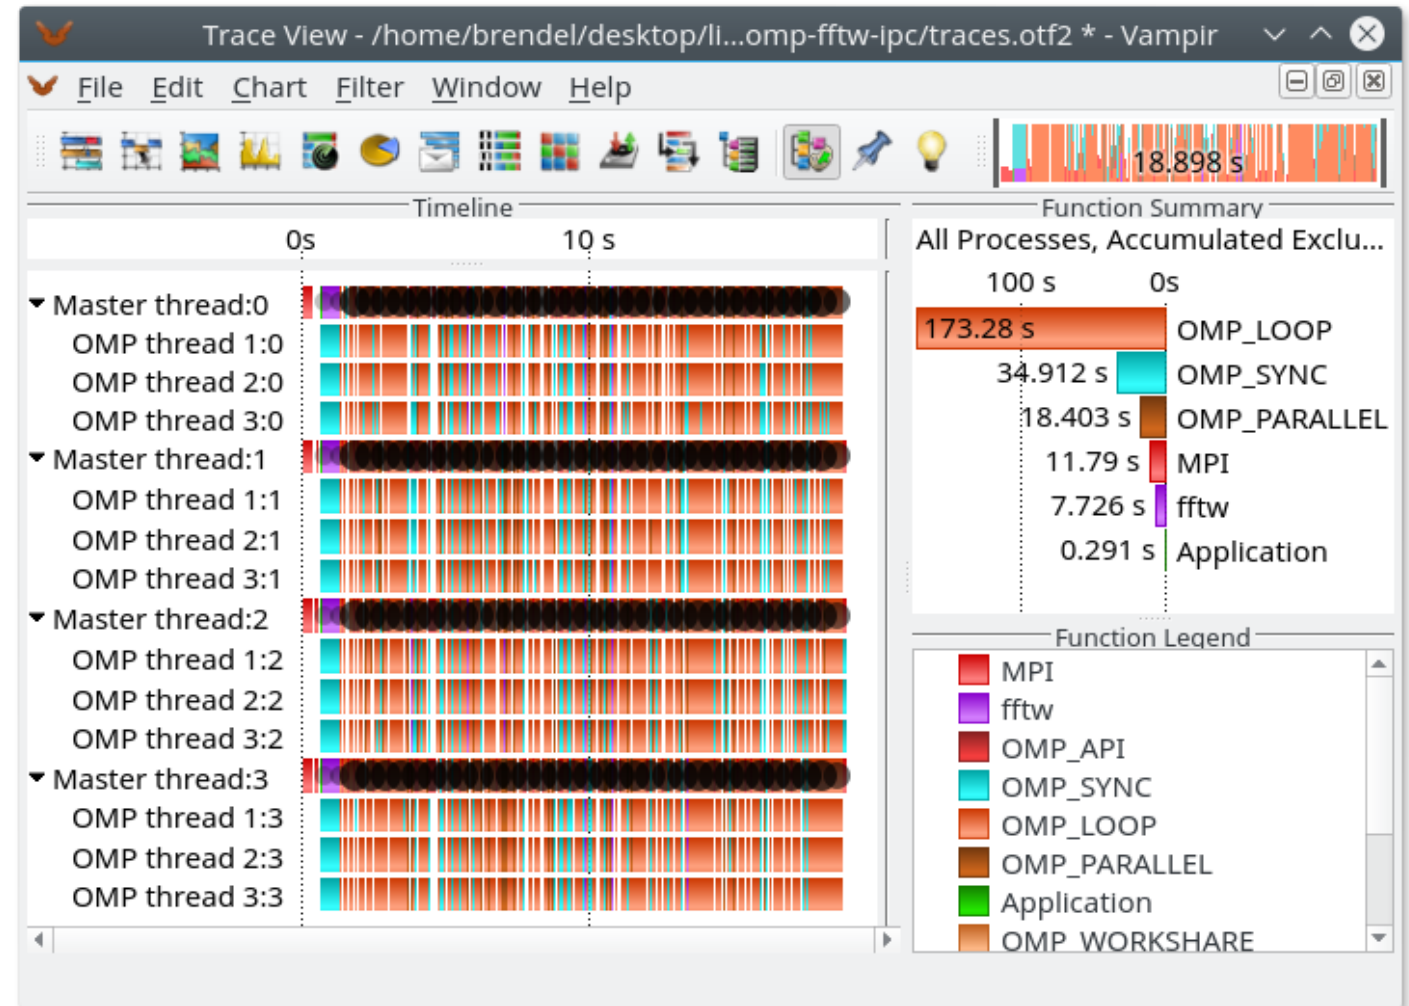 Trace View - /home/brendel/desktop/li...omp-fftw-ipc/traces.otf2 * - Vampir
File Edit Chart Filter Window Help
18.898 s
Timeline
0s 10 s
Master thread:0
OMP thread 1:0
OMP thread 2:0
OMP thread 3:0
Master thread:1
OMP thread 1:1
OMP thread 2:1
OMP thread 3:1
Master thread:2
OMP thread 1:2
OMP thread 2:2
OMP thread 3:2
Master thread:3
OMP thread 1:3
OMP thread 2:3
OMP thread 3:3
Function Summary
All Processes, Accumulated Exclu...
100 s 0s
173.28 s OMP_LOOP
34.912 s OMP_SYNC
18.403 s OMP_PARALLEL
11.79 s MPI
7.726 s fftw
0.291 s Application
Function Legend
MPI
fftw
OMP_API
OMP_SYNC
OMP_LOOP
OMP_PARALLEL
Application
OMP_WORKSHARE